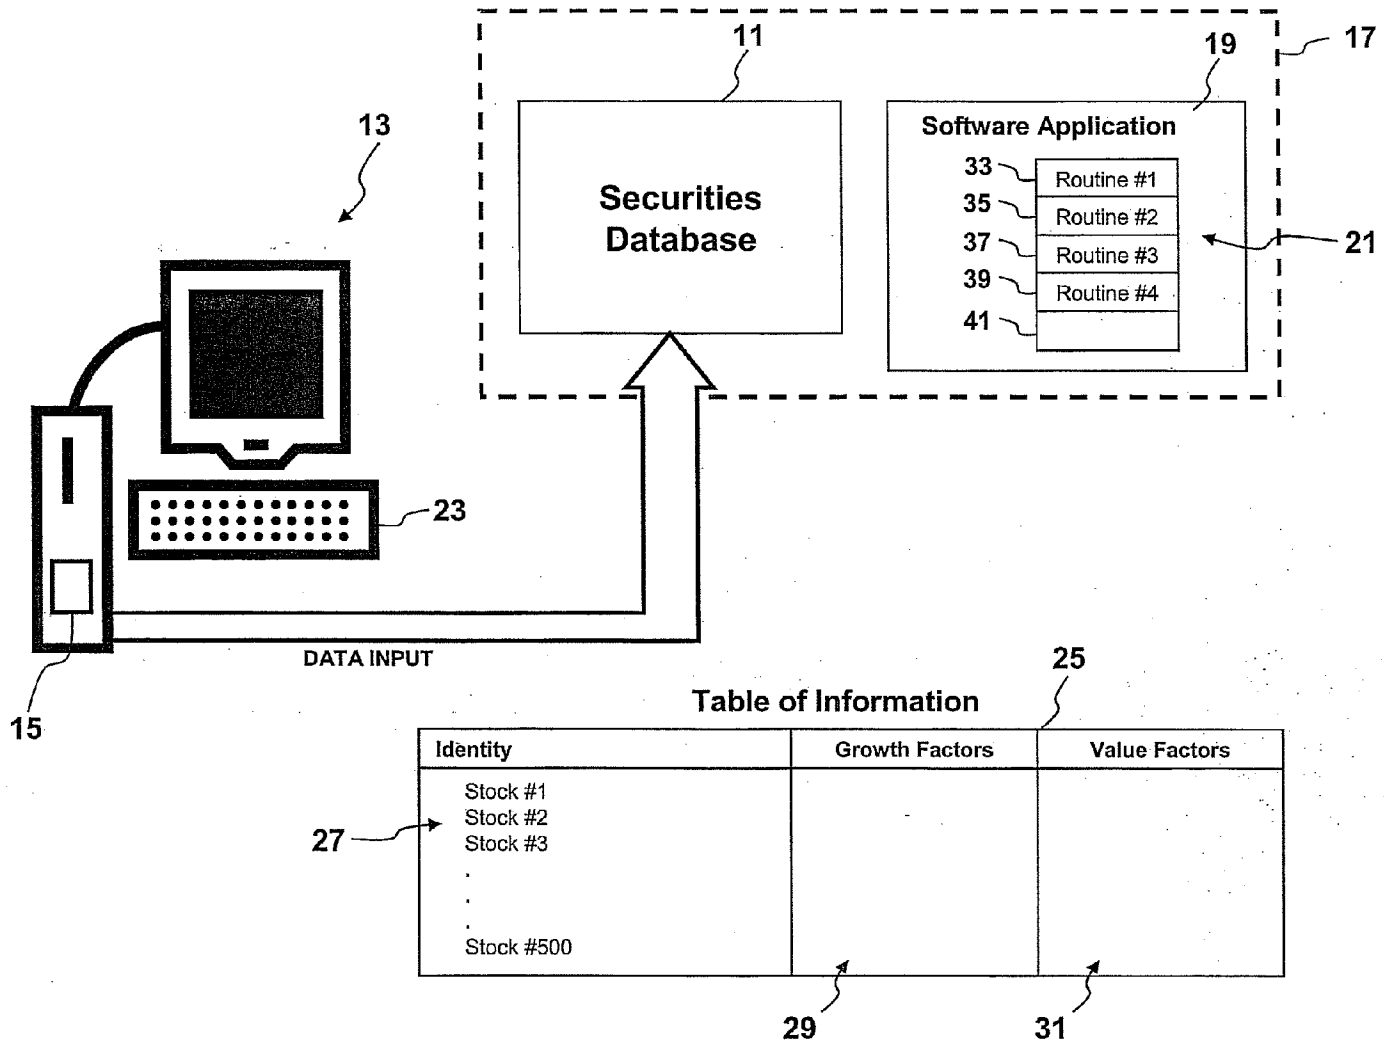 11
17
19
13
Software Application
33
Routine #1
Securities
35
Routine #2
Database
37
Routine #3
21
39
Routine #4
41
23
DATA INPUT
15
25
Table of Information
Identity
Growth Factors
Value Factors
Stock #1
Stock #2
27
Stock #3
.
.
.
Stock #500
29
31